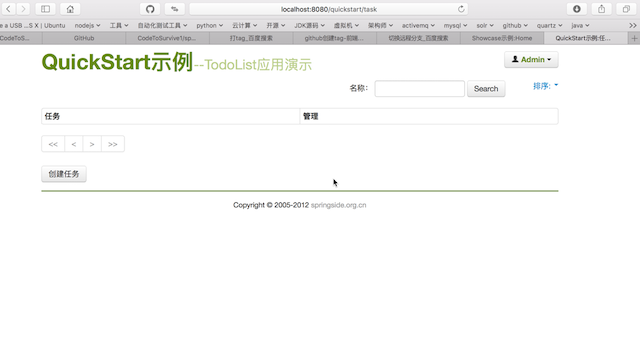 localhost:8080/quickstart/task
e a USB ...S X | Ubuntu nodejs 工具 自动化测试工具 python 云计算 开源 开源 JDK源码 虚拟机 架构师 activemq mysql solr github quartz java
CodeToS... GitHub CodeToSurvive1/sp... 打tag_百度搜索 github创建tag-前端... 切换远程分支_百度搜索 Showcase示例:Home QuickStart示例:任...
QuickStart示例--TodoList应用演示
Admin
名称: Search 排序:
任务 管理
<< < > >>
创建任务
Copyright © 2005-2012 springside.org.cn